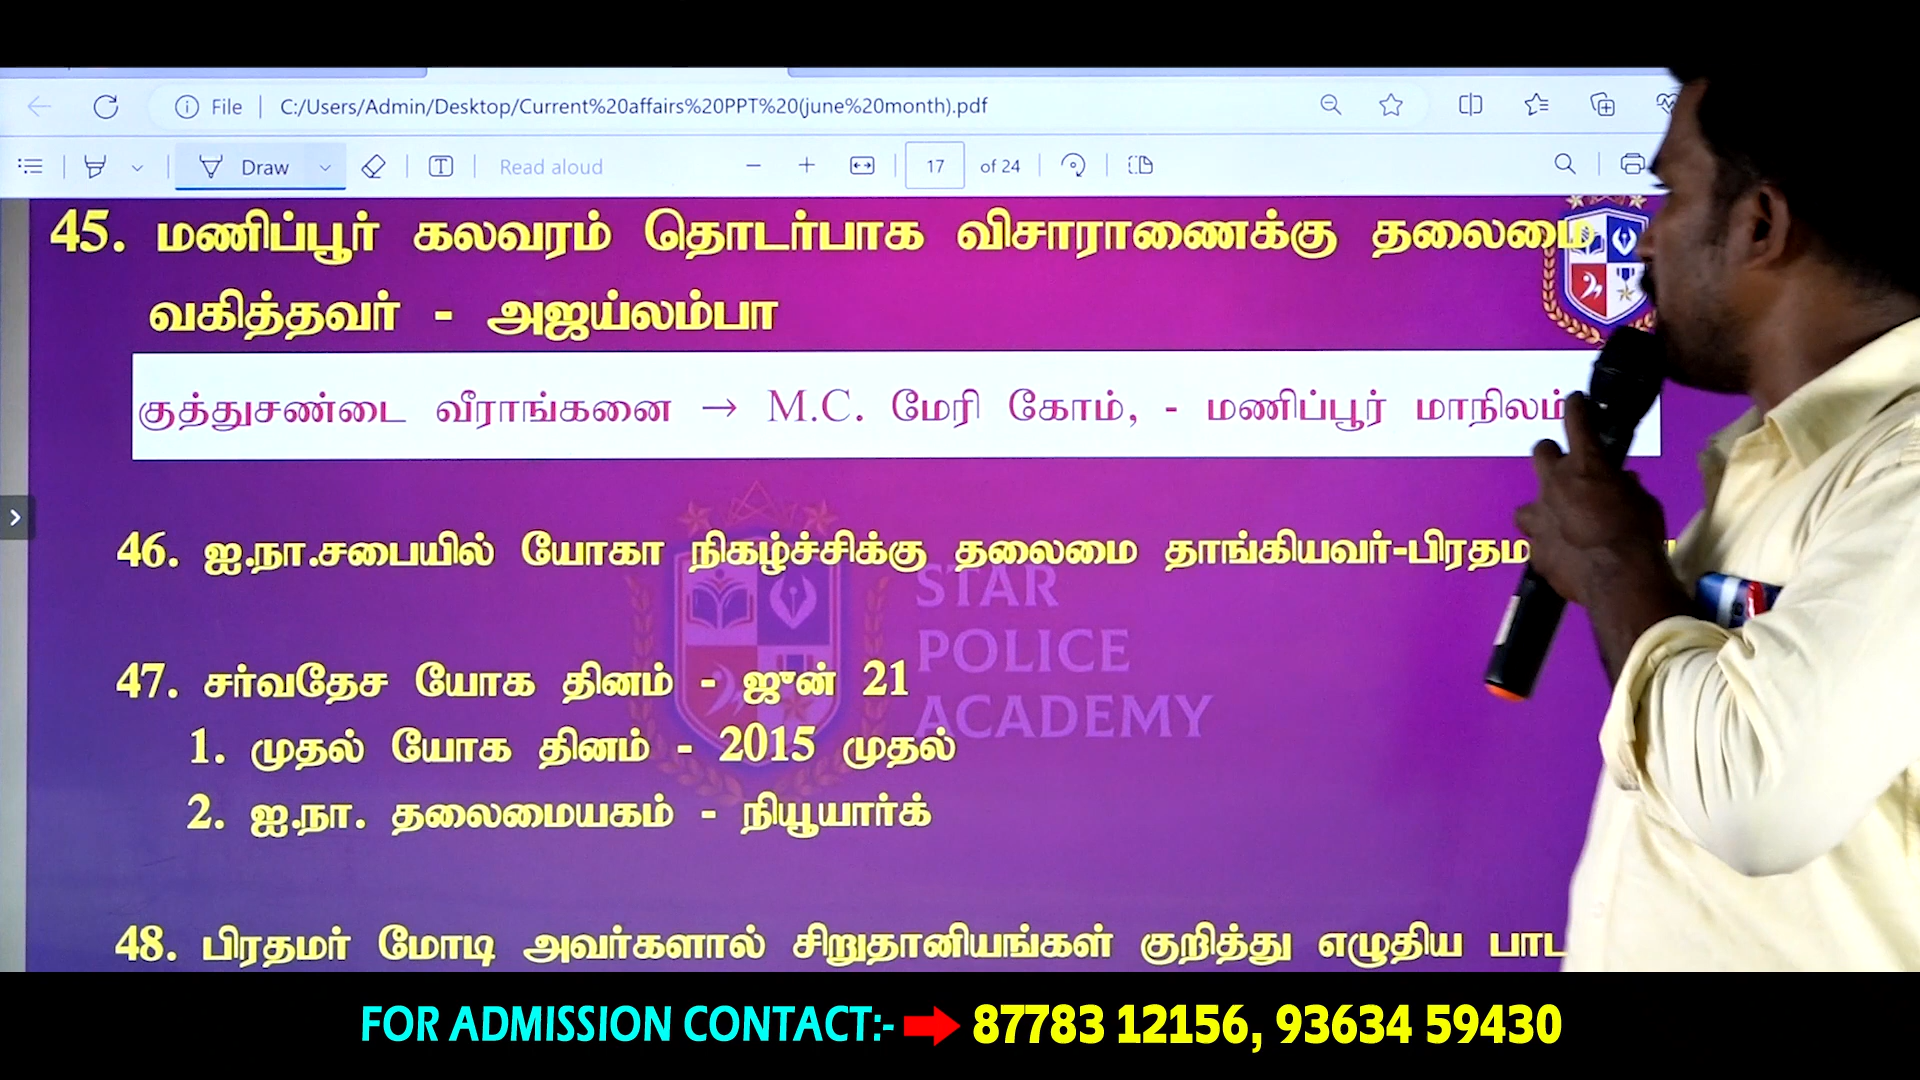 File | C:/Users/Admin/Desktop/Current%20affairs%20PPT%20(june%20month).pdf
Draw
Read aloud
17 of 24
45. மணிப்பூர் கலவரம் தொடர்பாக விசாராணைக்கு தலைமை
வகித்தவர் - அஜய்லம்பா
குத்துசண்டை வீராங்கனை → M.C. மேரி கோம், - மணிப்பூர் மாநிலம்
46. ஐ.நா.சபையில் யோகா நிகழ்ச்சிக்கு தலைமை தாங்கியவர்-
47. சர்வதேச யோக தினம் - ஜுன் 21
1. முதல் யோக தினம் - 2015 முதல்
2. ஐ.நா. தலைமையகம் - நியூயார்க்
48. பிரதமர் மோடி அவர்களால் சிறுதானியங்கள் குறித்து எழுதிய
STAR
POLICE
ACADEMY
FOR ADMISSION CONTACT:- 87783 12156, 93634 59430